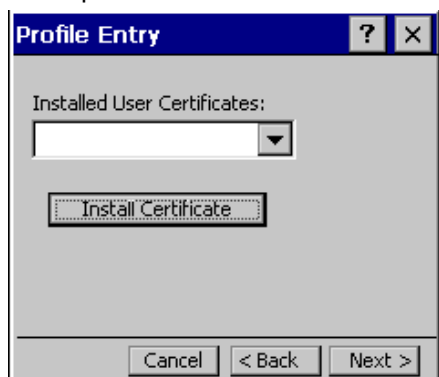 Profile Entry ? ×
Installed User Certificates:
Install Certificate
Cancel < Back Next >